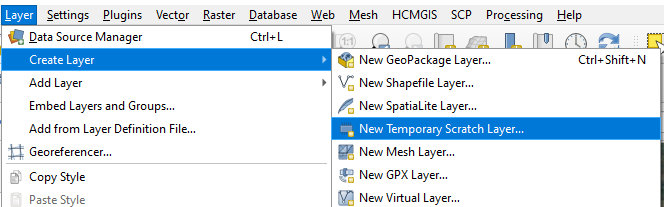 Layer Settings Plugins Vector Raster Database Web Mesh HCMGIS SCP Processing Help
Data Source Manager Ctrl+L
Create Layer
Add Layer
Embed Layers and Groups...
Add from Layer Definition File...
Georeferencer...
Copy Style
Paste Style
New GeoPackage Layer... Ctrl+Shift+N
New Shapefile Layer...
New SpatiaLite Layer...
New Temporary Scratch Layer...
New Mesh Layer...
New GPX Layer...
New Virtual Layer...